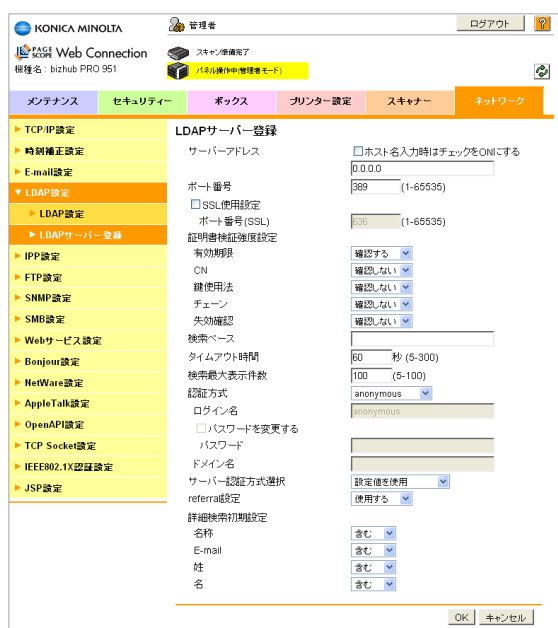 KONICA MINOLTA
管理者
ログアウト
?
PAGE SCOPE Web Connection
スキャン準備完了
機種名 : bizhub PRO 951
パネル操作中(管理者モード)
メンテナンス
セキュリティー
ボックス
プリンター設定
スキャナー
ネットワーク
TCP/IP設定
時刻補正設定
E-mail設定
LDAP設定
LDAP設定
LDAPサーバー登録
IPP設定
FTP設定
SNMP設定
SMB設定
Webサービス設定
Bonjour設定
NetWare設定
AppleTalk設定
OpenAPI設定
TCP Socket設定
IEEE802.1X認証設定
JSP設定
LDAPサーバー登録
サーバーアドレス
ホスト名入力時はチェックをONにする
0.0.0.0
ポート番号 389 (1-65535)
SSL使用設定
ポート番号(SSL) 636 (1-65535)
証明書検証強度設定
有効期限 確認する
CN 確認しない
鍵使用法 確認しない
チェーン 確認しない
失効確認 確認しない
検索ベース
タイムアウト時間 60 秒 (5-300)
検索最大表示件数 100 (5-100)
認証方式 anonymous
ログイン名 anonymous
パスワードを変更する
パスワード
ドメイン名
サーバー認証方式選択 設定値を使用
referral設定 使用する
詳細検索初期設定
名称 含む
E-mail 含む
姓 含む
名 含む
OK キャンセル